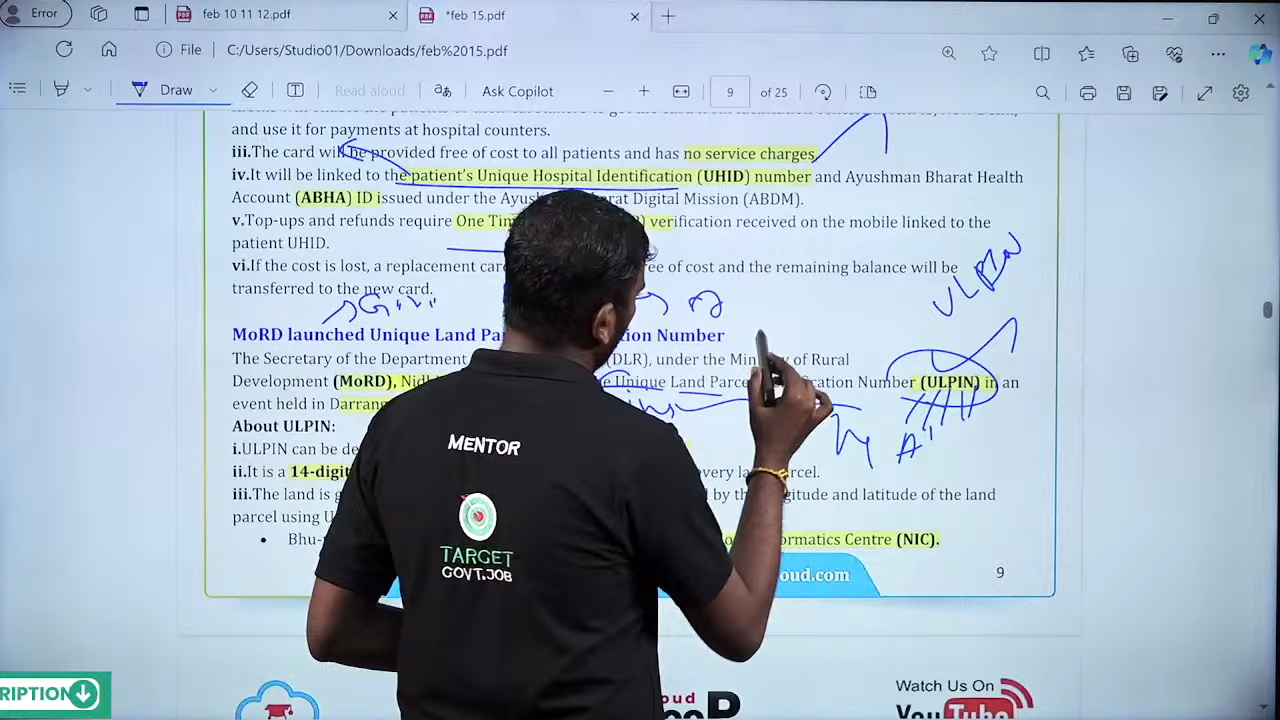 Error
feb 10 11 12.pdf
*feb 15.pdf
File
C:/Users/Studio01/Downloads/feb%2015.pdf
Draw
Read aloud
Ask Copilot
9 of 25
and use it for payments at hospital counters.
iii.The card will be provided free of cost to all patients and has no service charges
iv.It will be linked to the patient's Unique Hospital Identification (UHID) number and Ayushman Bharat Health
Account (ABHA) ID issued under the Ayus Bharat Digital Mission (ABDM).
v.Top-ups and refunds require One Tim verification received on the mobile linked to the
patient UHID.
vi.If the cost is lost, a replacement car ree of cost and the remaining balance will be
transferred to the new card.
ULPIN
MoRD launched Unique Land Pa ion Number
The Secretary of the Department (DLR), under the Mini y of Rural
Development (MoRD), Nid e Unique Land Parce fication Number (ULPIN) in an
event held in Darrang
About ULPIN:
i.ULPIN can be de
ii.It is a 14-digit every la rcel.
iii.The land is g d by th gitude and latitude of the land
parcel using U
Bhu- ormatics Centre (NIC).
oud.com
9
MENTOR
TARGET
GOVT.JOB
RIPTION
oud
Watch Us On
YouTube